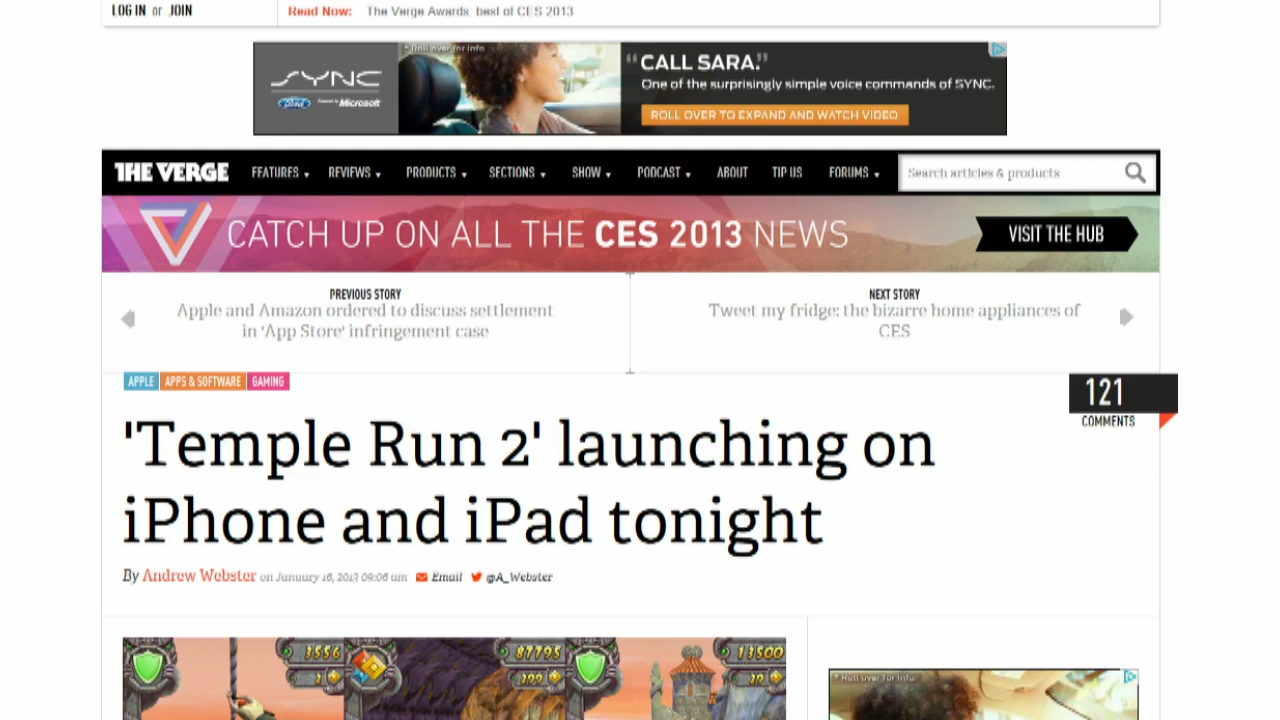 LOG IN or JOIN
Read Now: The Verge Awards: best of CES 2013
* Roll over for info
SYNC
Ford Powered by Microsoft
“CALL SARA.”
One of the surprisingly simple voice commands of SYNC.
ROLL OVER TO EXPAND AND WATCH VIDEO
THE VERGE FEATURES REVIEWS PRODUCTS SECTIONS SHOW PODCAST ABOUT TIP US FORUMS Search articles & products
CATCH UP ON ALL THE CES 2013 NEWS VISIT THE HUB
PREVIOUS STORY
Apple and Amazon ordered to discuss settlement
in 'App Store' infringement case
NEXT STORY
Tweet my fridge: the bizarre home appliances of
CES
APPLE APPS & SOFTWARE GAMING
121
COMMENTS
'Temple Run 2' launching on
iPhone and iPad tonight
By Andrew Webster on January 16, 2013 09:06 am Email @A_Webster
3556
2
87795
209
13500
29
* Roll over for info